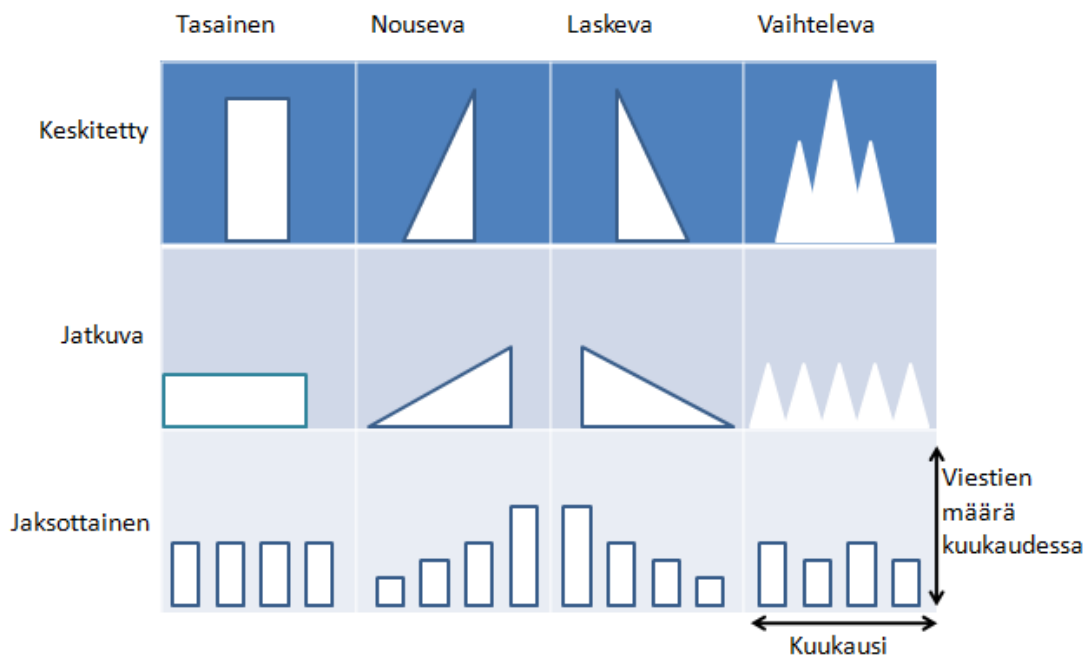 Tasainen
Nouseva
Laskeva
Vaihteleva
Keskitetty
Jatkuva
Jaksottainen
Viestien
määrä
kuukaudessa
Kuukausi